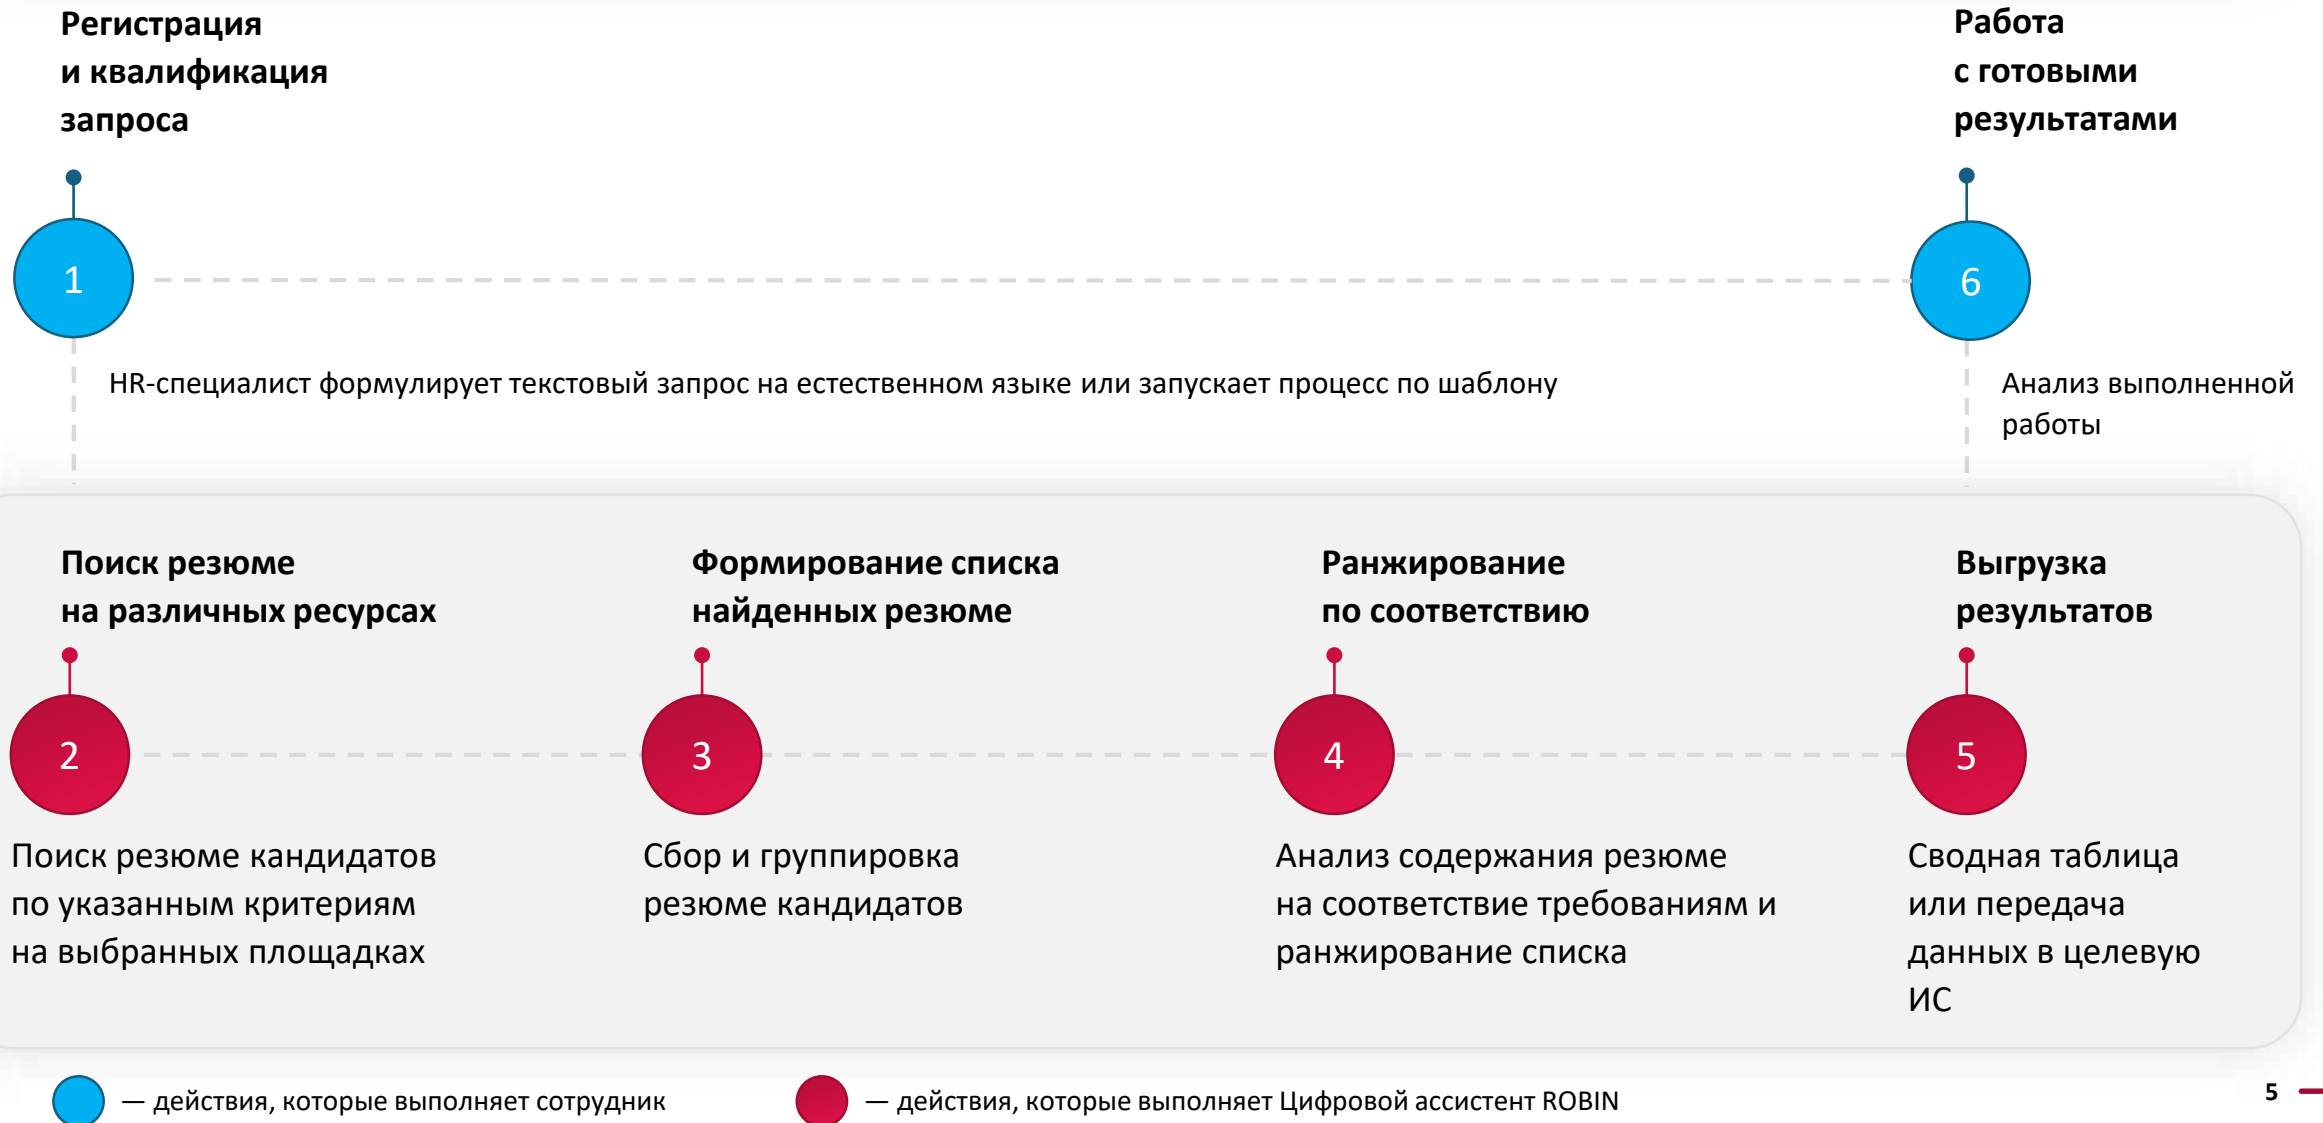 Регистрация
и квалификация
запроса
Работа
с готовыми
результатами
1
6
HR-специалист формулирует текстовый запрос на естественном языке или запускает процесс по шаблону
Анализ выполненной
работы
Поиск резюме
на различных ресурсах
Формирование списка
найденных резюме
Ранжирование
по соответствию
Выгрузка
результатов
2
3
4
5
Поиск резюме кандидатов
по указанным критериям
на выбранных площадках
Сбор и группировка
резюме кандидатов
Анализ содержания резюме
на соответствие требованиям и
ранжирование списка
Сводная таблица
или передача
данных в целевую
ИС
— действия, которые выполняет сотрудник
— действия, которые выполняет Цифровой ассистент ROBIN
5